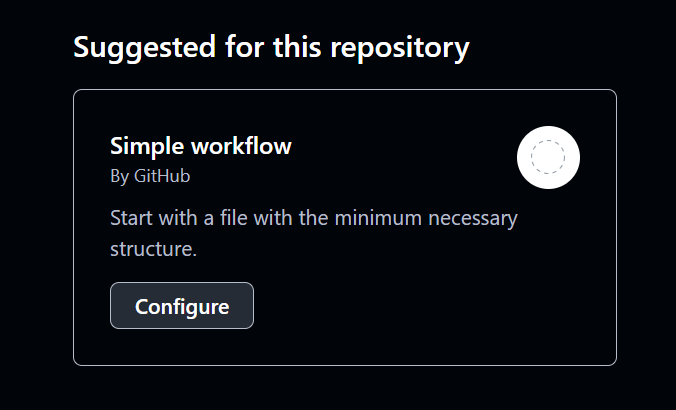 Suggested for this repository
Simple workflow
By GitHub
Start with a file with the minimum necessary
structure.
Configure